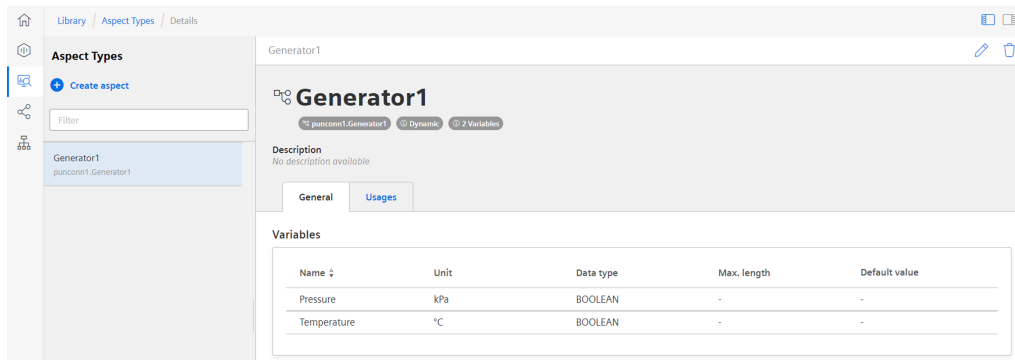 Library / Aspect Types / Details
Aspect Types
Create aspect
Filter
Generator1
punconn1.Generator1
Generator1
Generator1
punconn1.Generator1 Dynamic 2 Variables
Description
No description available
General Usages
Variables
Name Unit Data type Max. length Default value
Pressure kPa BOOLEAN - -
Temperature °C BOOLEAN - -